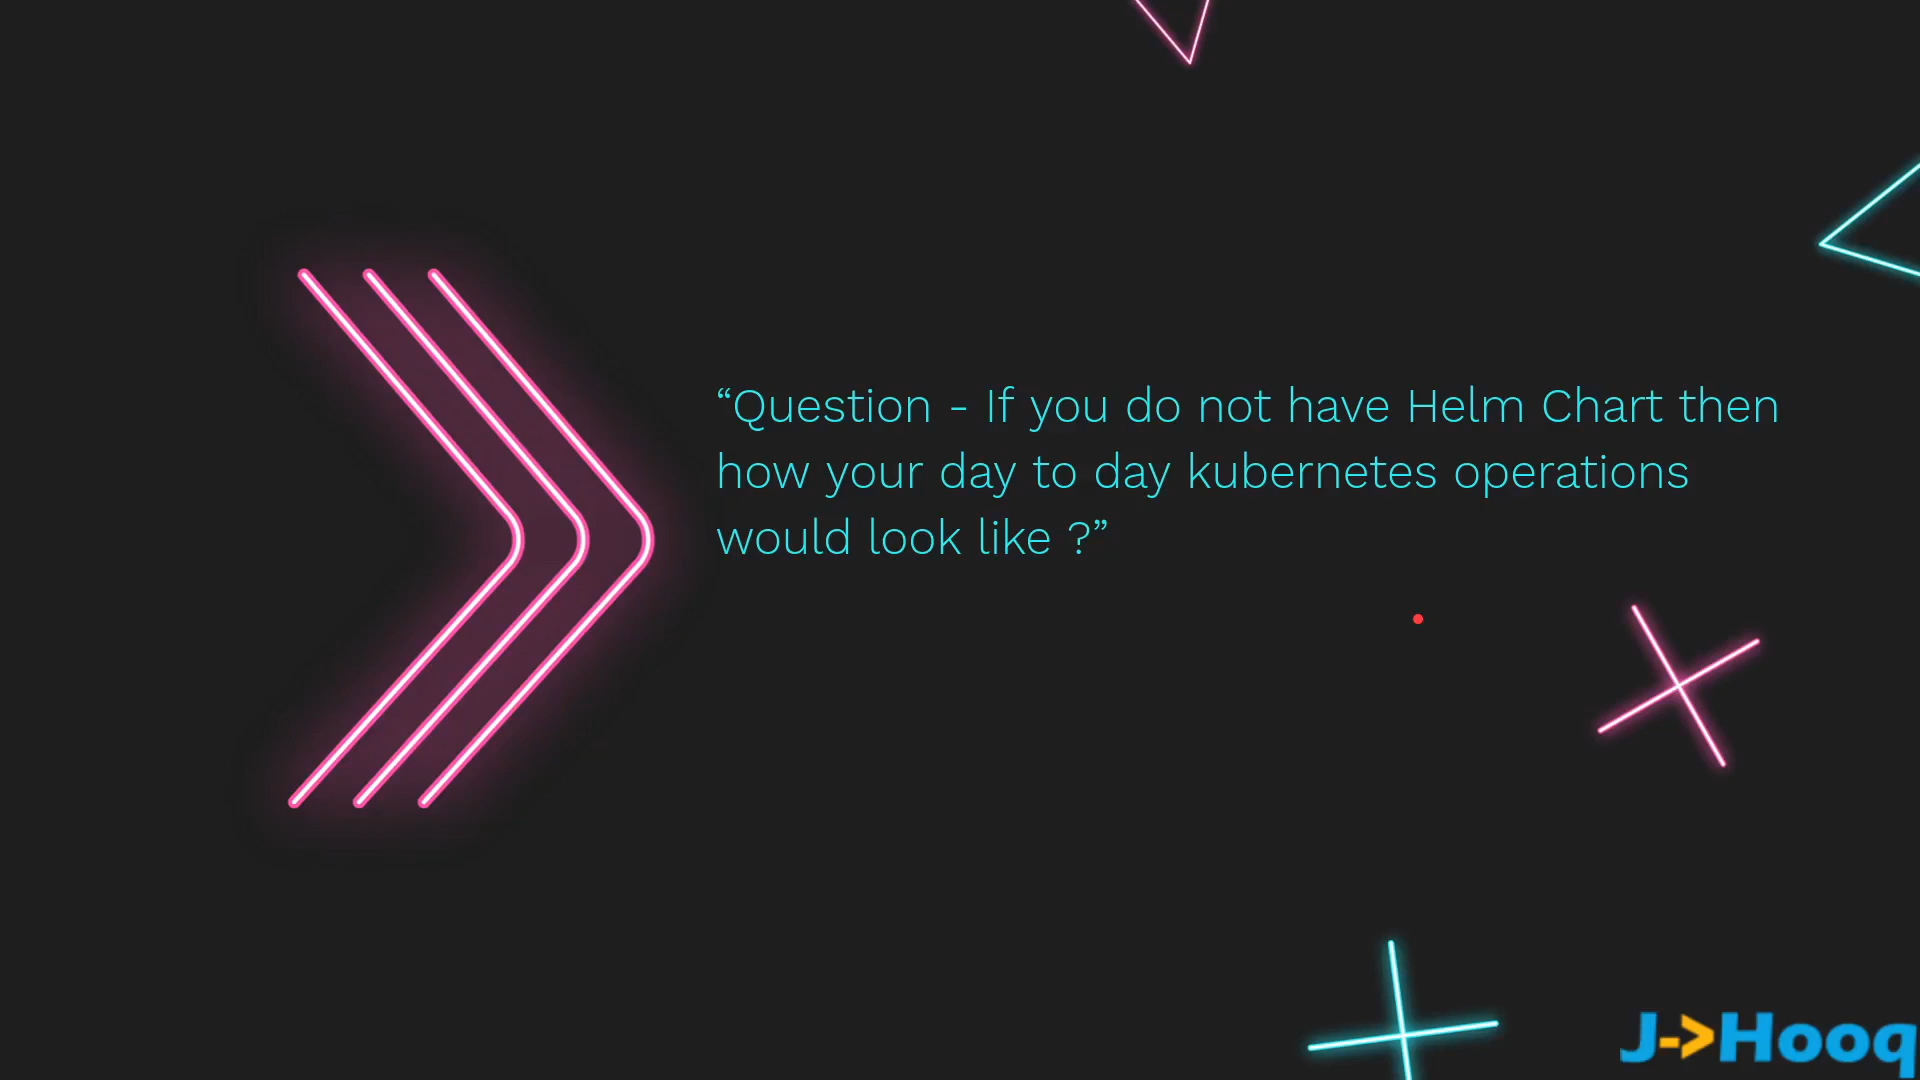 “Question - If you do not have Helm Chart then
how your day to day kubernetes operations
would look like ?”
J->Hooq